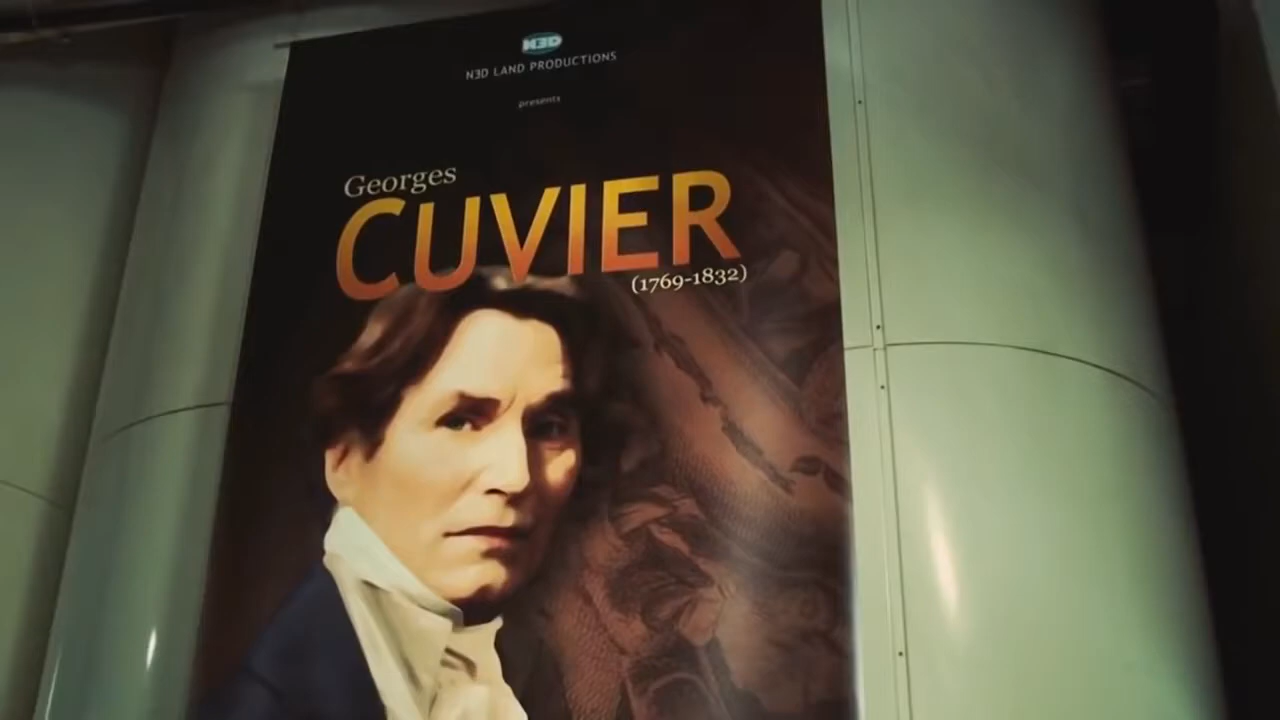 N3D
N3D LAND PRODUCTIONS
presents
Georges
CUVIER
(1769-1832)